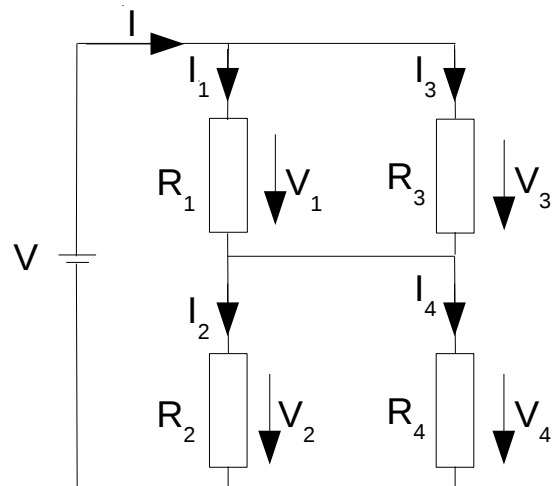 I
I₁ I₃
R₁ V₁ R₃ V₃
V
I₂ I₄
R₂ V₂ R₄ V₄